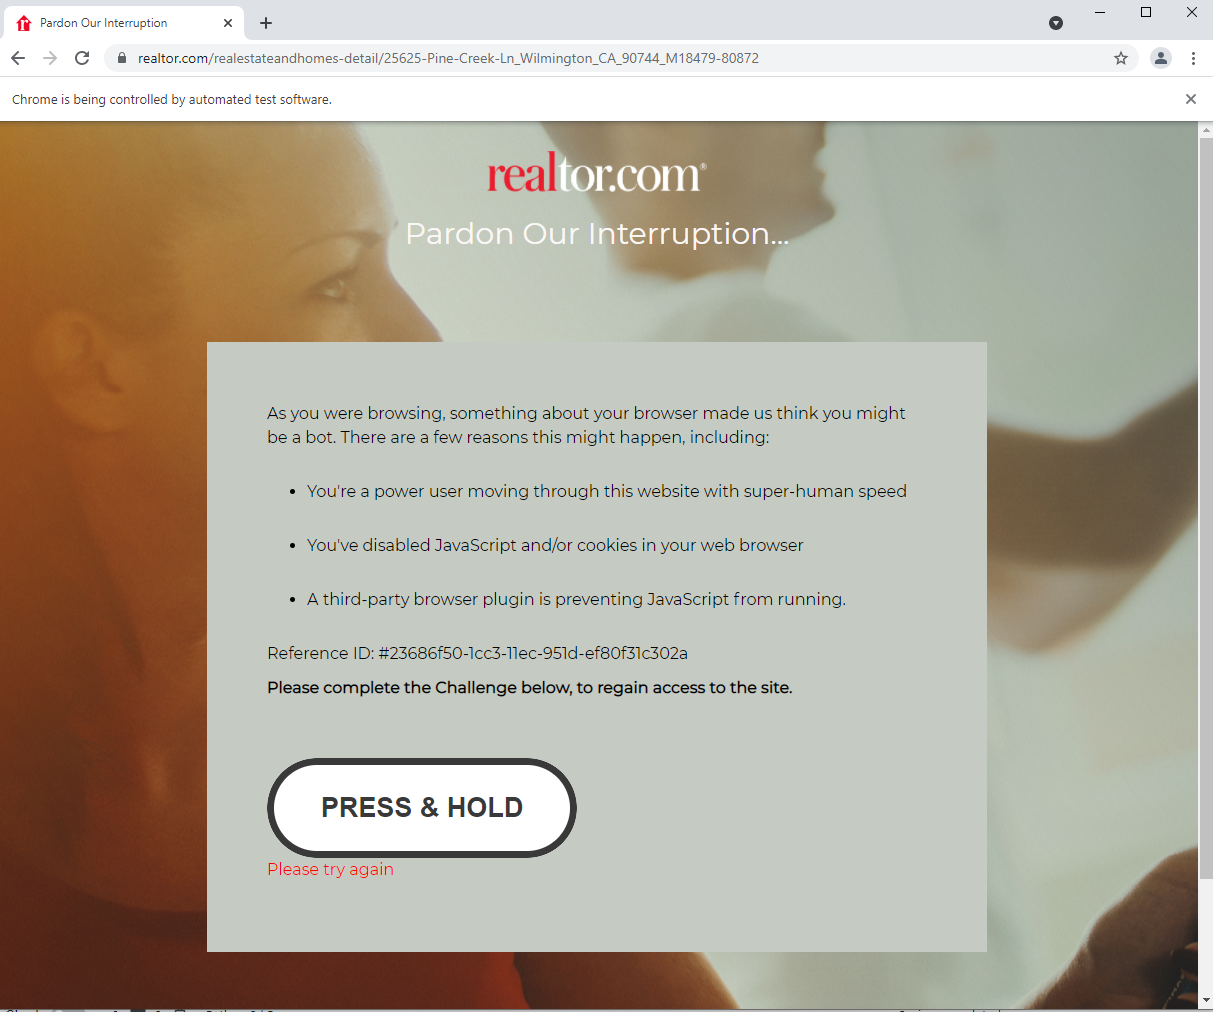 Pardon Our Interruption
realtor.com/realestateandhomes-detail/25625-Pine-Creek-Ln_Wilmington_CA_90744_M18479-80872
Chrome is being controlled by automated test software.
realtor.com®
Pardon Our Interruption...
As you were browsing, something about your browser made us think you might
be a bot. There are a few reasons this might happen, including:
• You're a power user moving through this website with super-human speed
• You've disabled JavaScript and/or cookies in your web browser
• A third-party browser plugin is preventing JavaScript from running.
Reference ID: #23686f50-1cc3-11ec-951d-ef80f31c302a
Please complete the Challenge below, to regain access to the site.
PRESS & HOLD
Please try again